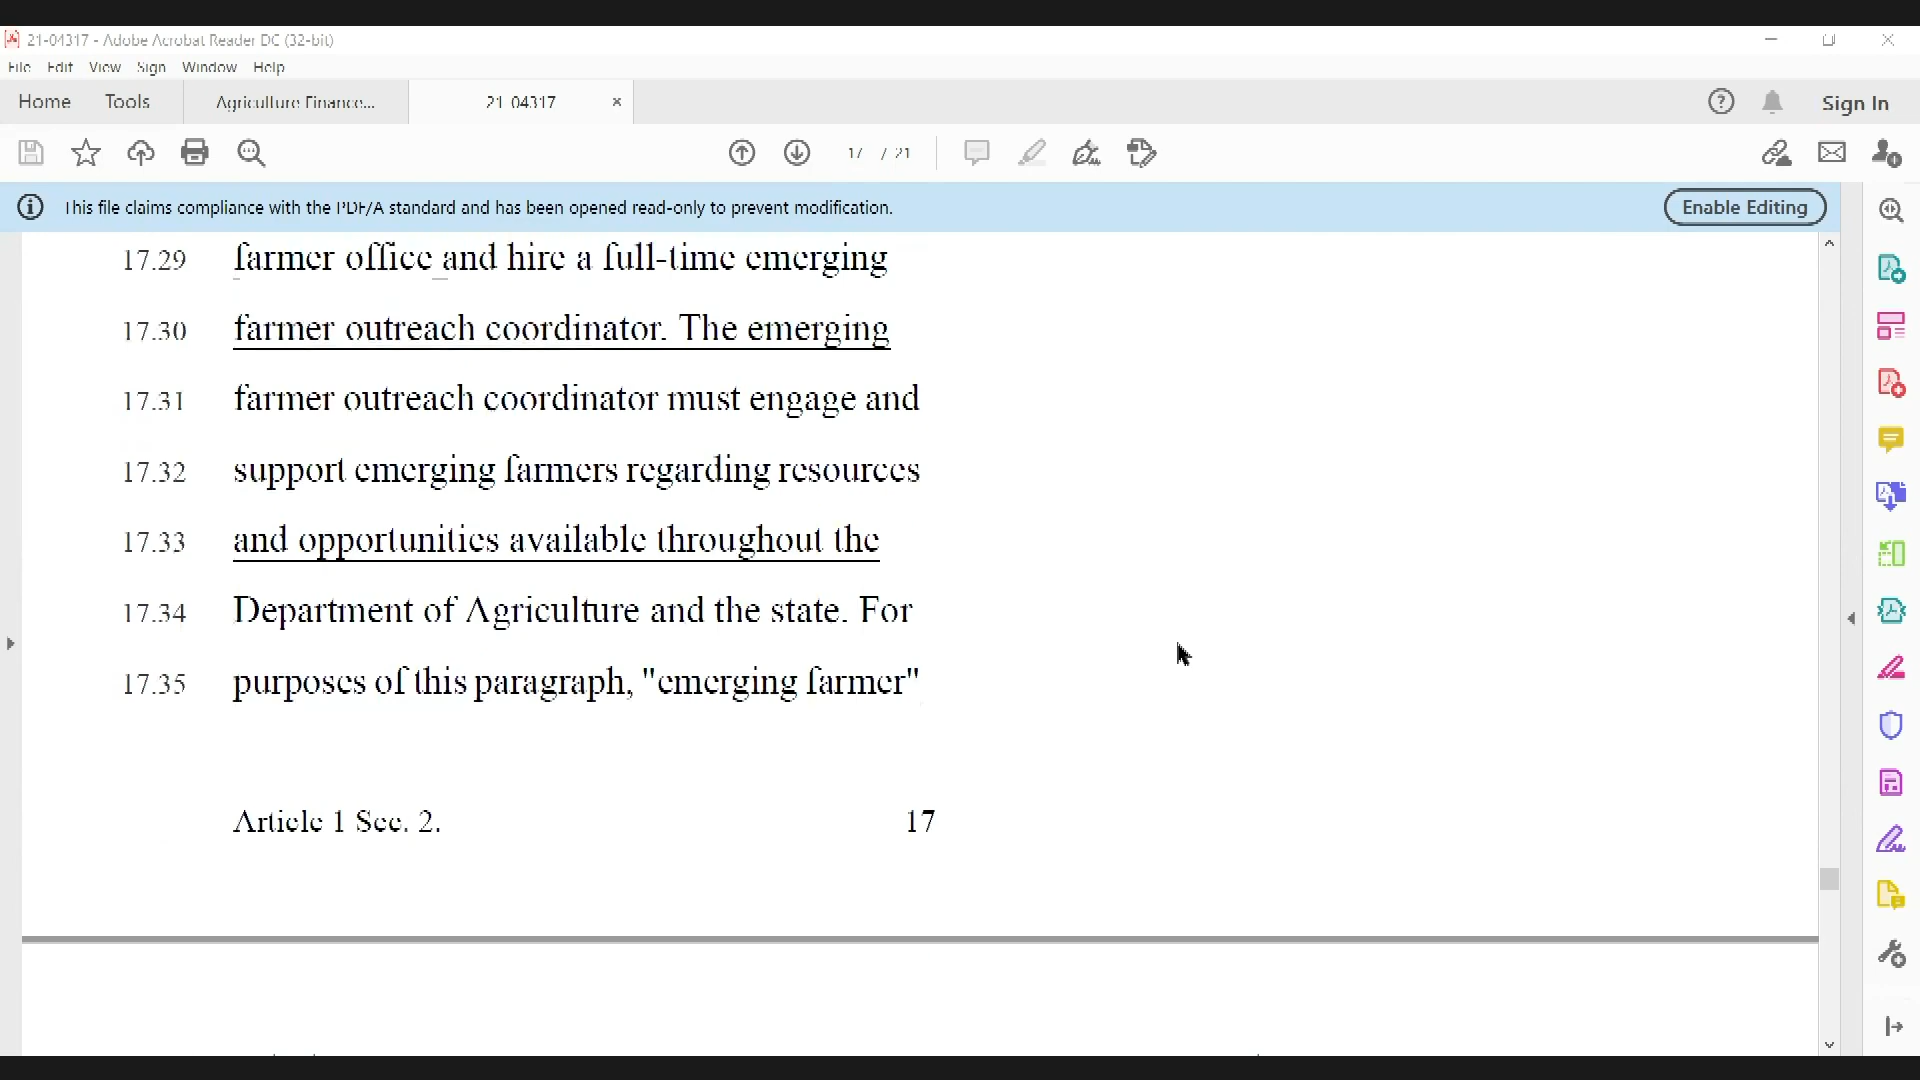 21-04317 - Adobe Acrobat Reader DC (32-bit)
File Edit View Sign Window Help
Home Tools Agriculture Finance... 21-04317 × Sign In
17 / 21
This file claims compliance with the PDF/A standard and has been opened read-only to prevent modification. Enable Editing
17.29 farmer office and hire a full-time emerging
17.30 farmer outreach coordinator. The emerging
17.31 farmer outreach coordinator must engage and
17.32 support emerging farmers regarding resources
17.33 and opportunities available throughout the
17.34 Department of Agriculture and the state. For
17.35 purposes of this paragraph, "emerging farmer"
Article 1 Sec. 2. 17